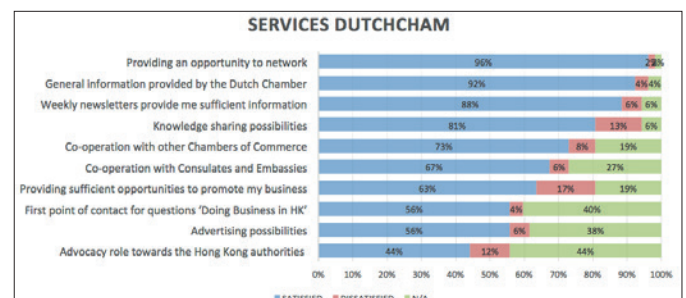 SERVICES DUTCHCHAM
Providing an opportunity to network 96% 2% 2%
General information provided by the Dutch Chamber 92% 4% 4%
Weekly newsletters provide me sufficient information 88% 6% 6%
Knowledge sharing possibilities 81% 13% 6%
Co-operation with other Chambers of Commerce 73% 8% 19%
Co-operation with Consulates and Embassies 67% 6% 27%
Providing sufficient opportunities to promote my business 63% 17% 19%
First point of contact for questions 'Doing Business in HK' 56% 4% 40%
Advertising possibilities 56% 6% 38%
Advocacy role towards the Hong Kong authorities 44% 12% 44%
0% 10% 20% 30% 40% 50% 60% 70% 80% 90% 100%
SATISFIED DISSATISFIED N/A